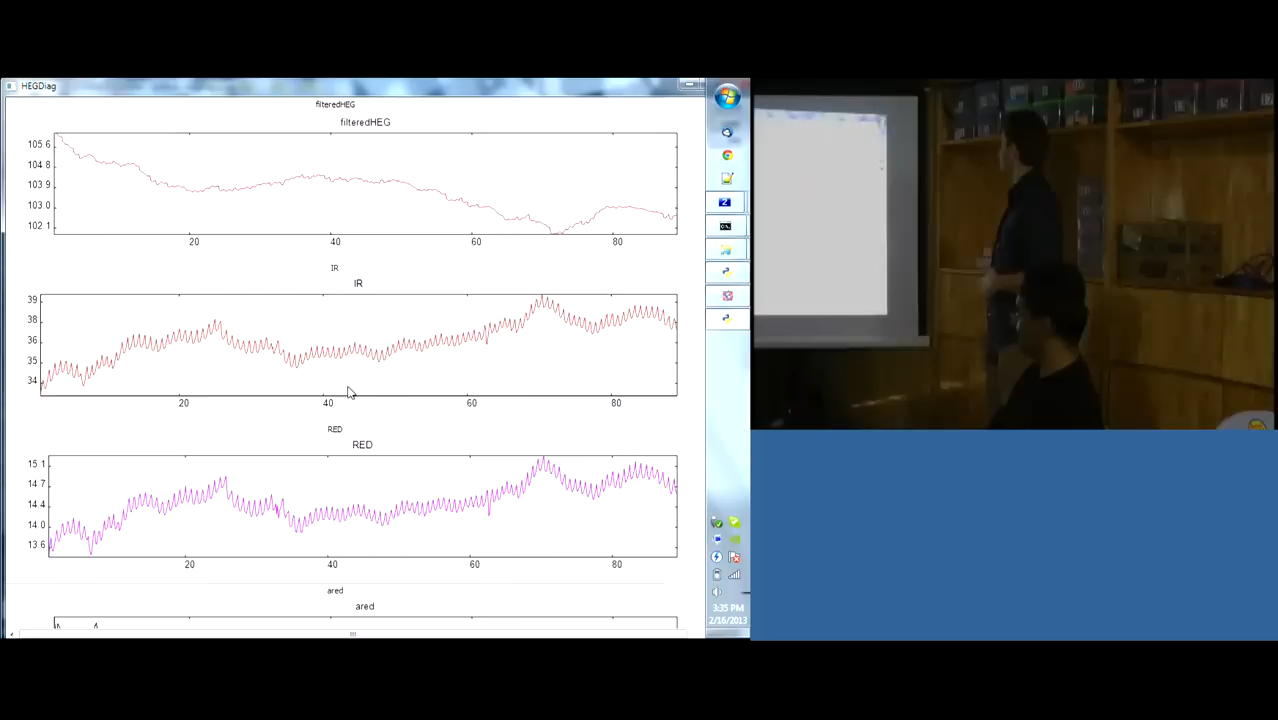 HEGDiag
filteredHEG
filteredHEG
105.6
104.8
103.9
103.0
102.1
20 40 60 80
IR
IR
39
38
36
35
34
20 40 60 80
RED
RED
15.1
14.7
14.4
14.0
13.6
20 40 60 80
ared
ared
3:35 PM
2/16/2013